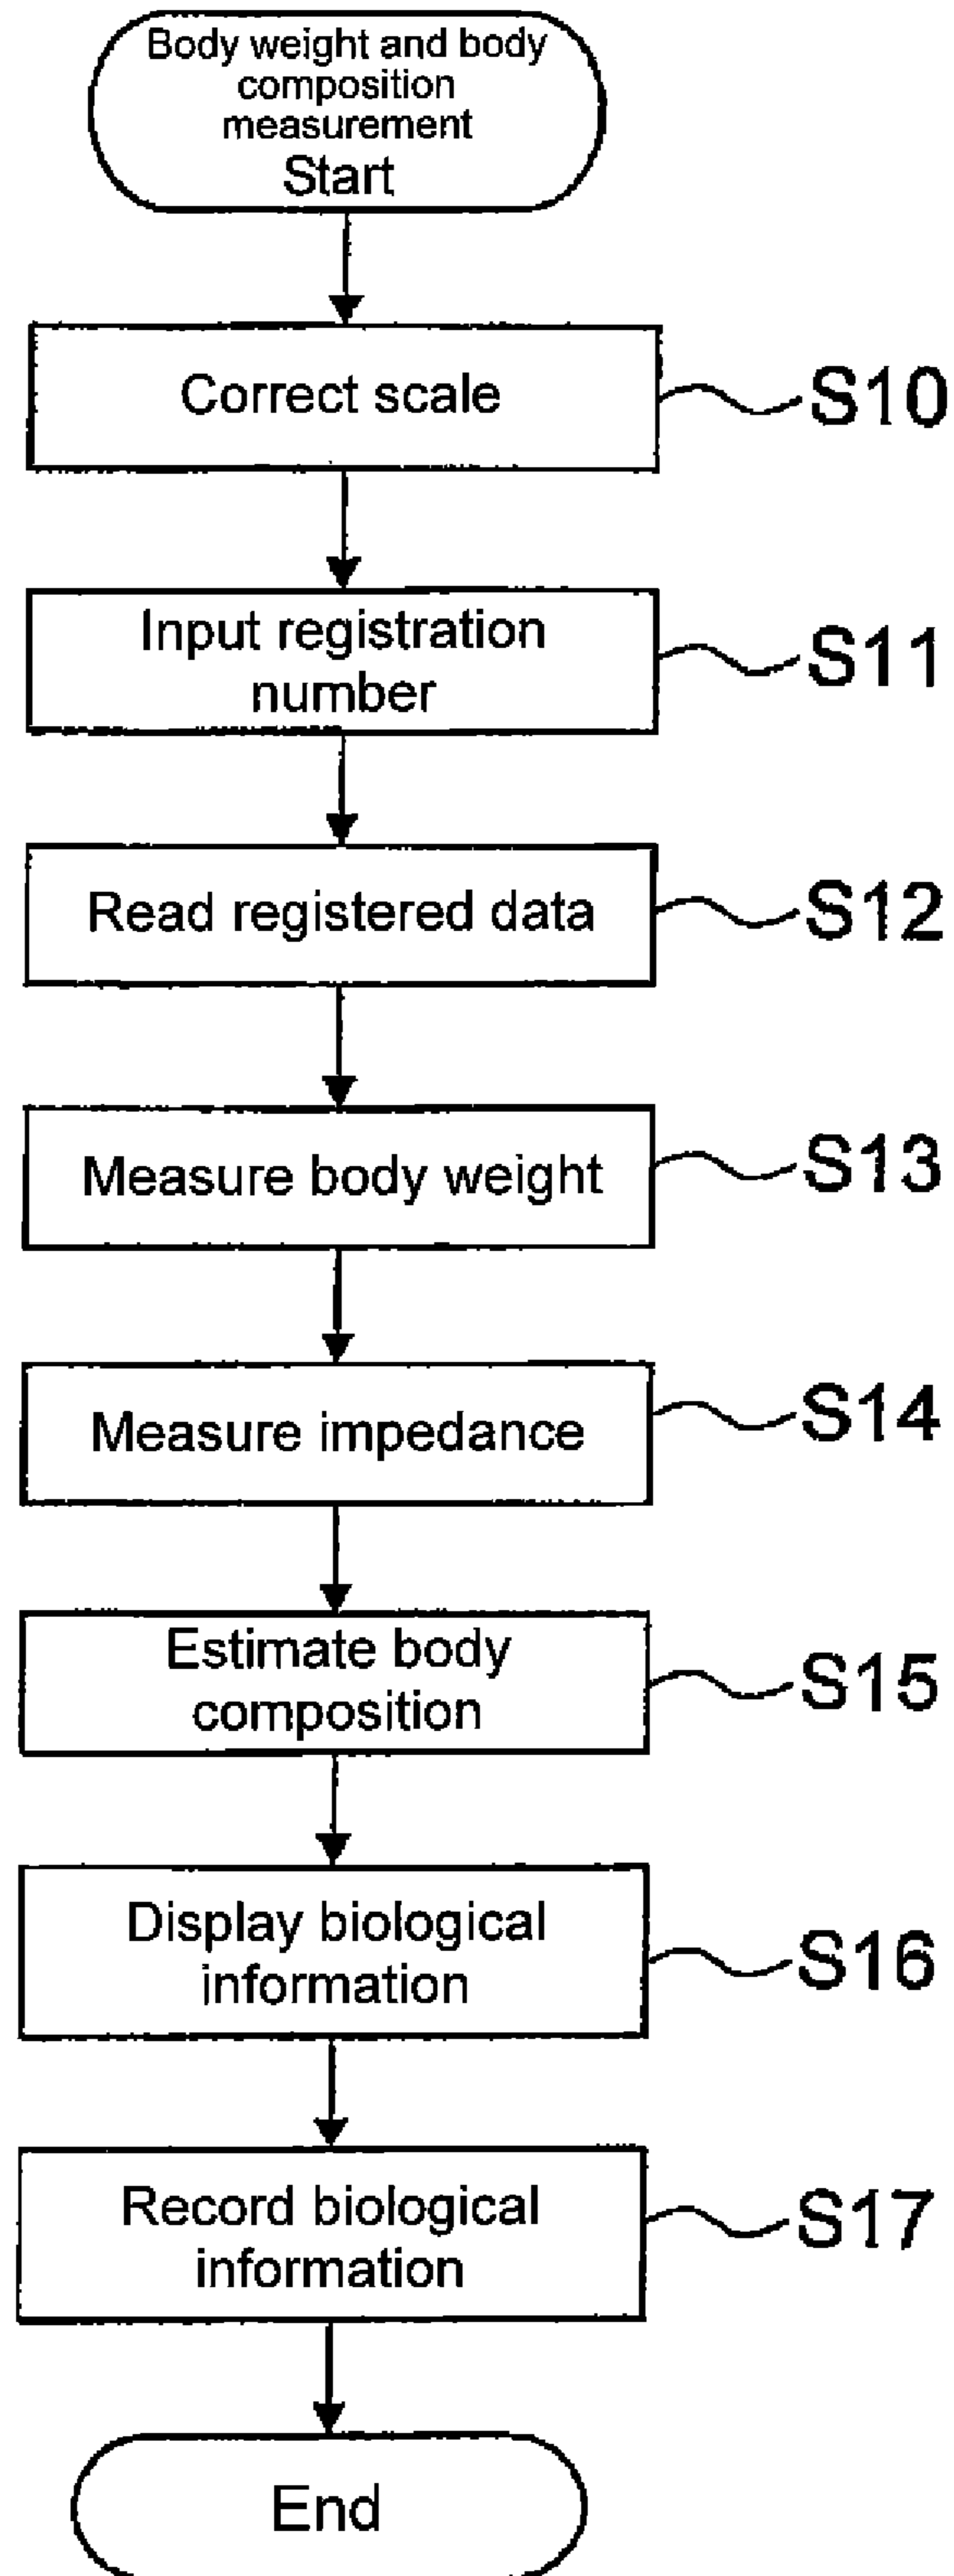 Body weight and body
composition
measurement
Start
Correct scale
S10
Input registration
number
S11
Read registered data
S12
Measure body weight
S13
Measure impedance
S14
Estimate body
composition
S15
Display biological
information
S16
Record biological
information
S17
End